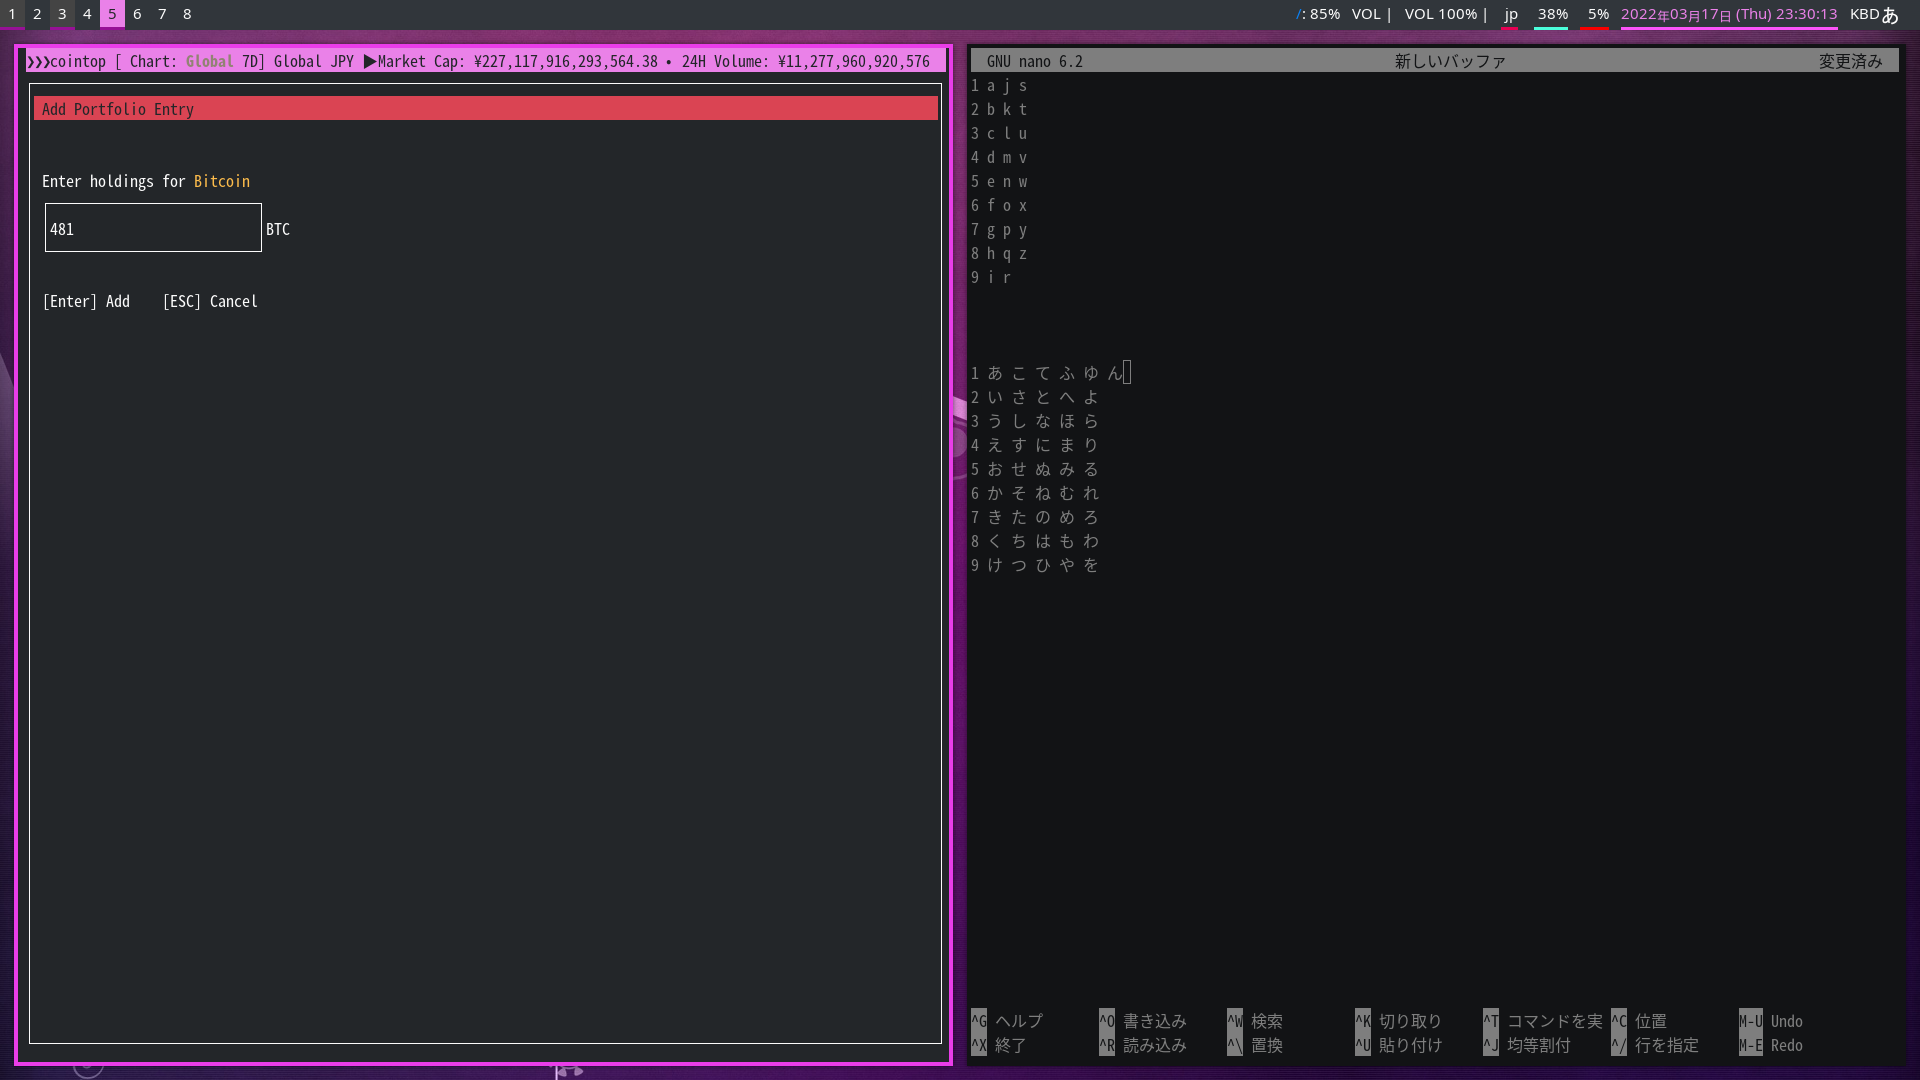 1 2 3 4 5 6 7 8
/: 85% VOL | VOL 100% | jp 38% 5% 2022年03月17日 (Thu) 23:30:13 KBDあ
❯❯❯cointop [ Chart: Global 7D] Global JPY ▶Market Cap: ¥227,117,916,293,564.38 • 24H Volume: ¥11,277,960,920,576
Add Portfolio Entry
Enter holdings for Bitcoin
481 BTC
[Enter] Add [ESC] Cancel
GNU nano 6.2 新しいバッファ 変更済み
1 a j s
2 b k t
3 c l u
4 d m v
5 e n w
6 f o x
7 g p y
8 h q z
9 i r
1 あ こ て ふ ゆ ん
2 い さ と へ よ
3 う し な ほ ら
4 え す に ま り
5 お せ ぬ み る
6 か そ ね む れ
7 き た の め ろ
8 く ち は も わ
9 け つ ひ や を
^G ヘルプ ^O 書き込み ^W 検索 ^K 切り取り ^T コマンドを実 ^C 位置 M-U Undo
^X 終了 ^R 読み込み ^\ 置換 ^U 貼り付け ^J 均等割付 ^/ 行を指定 M-E Redo